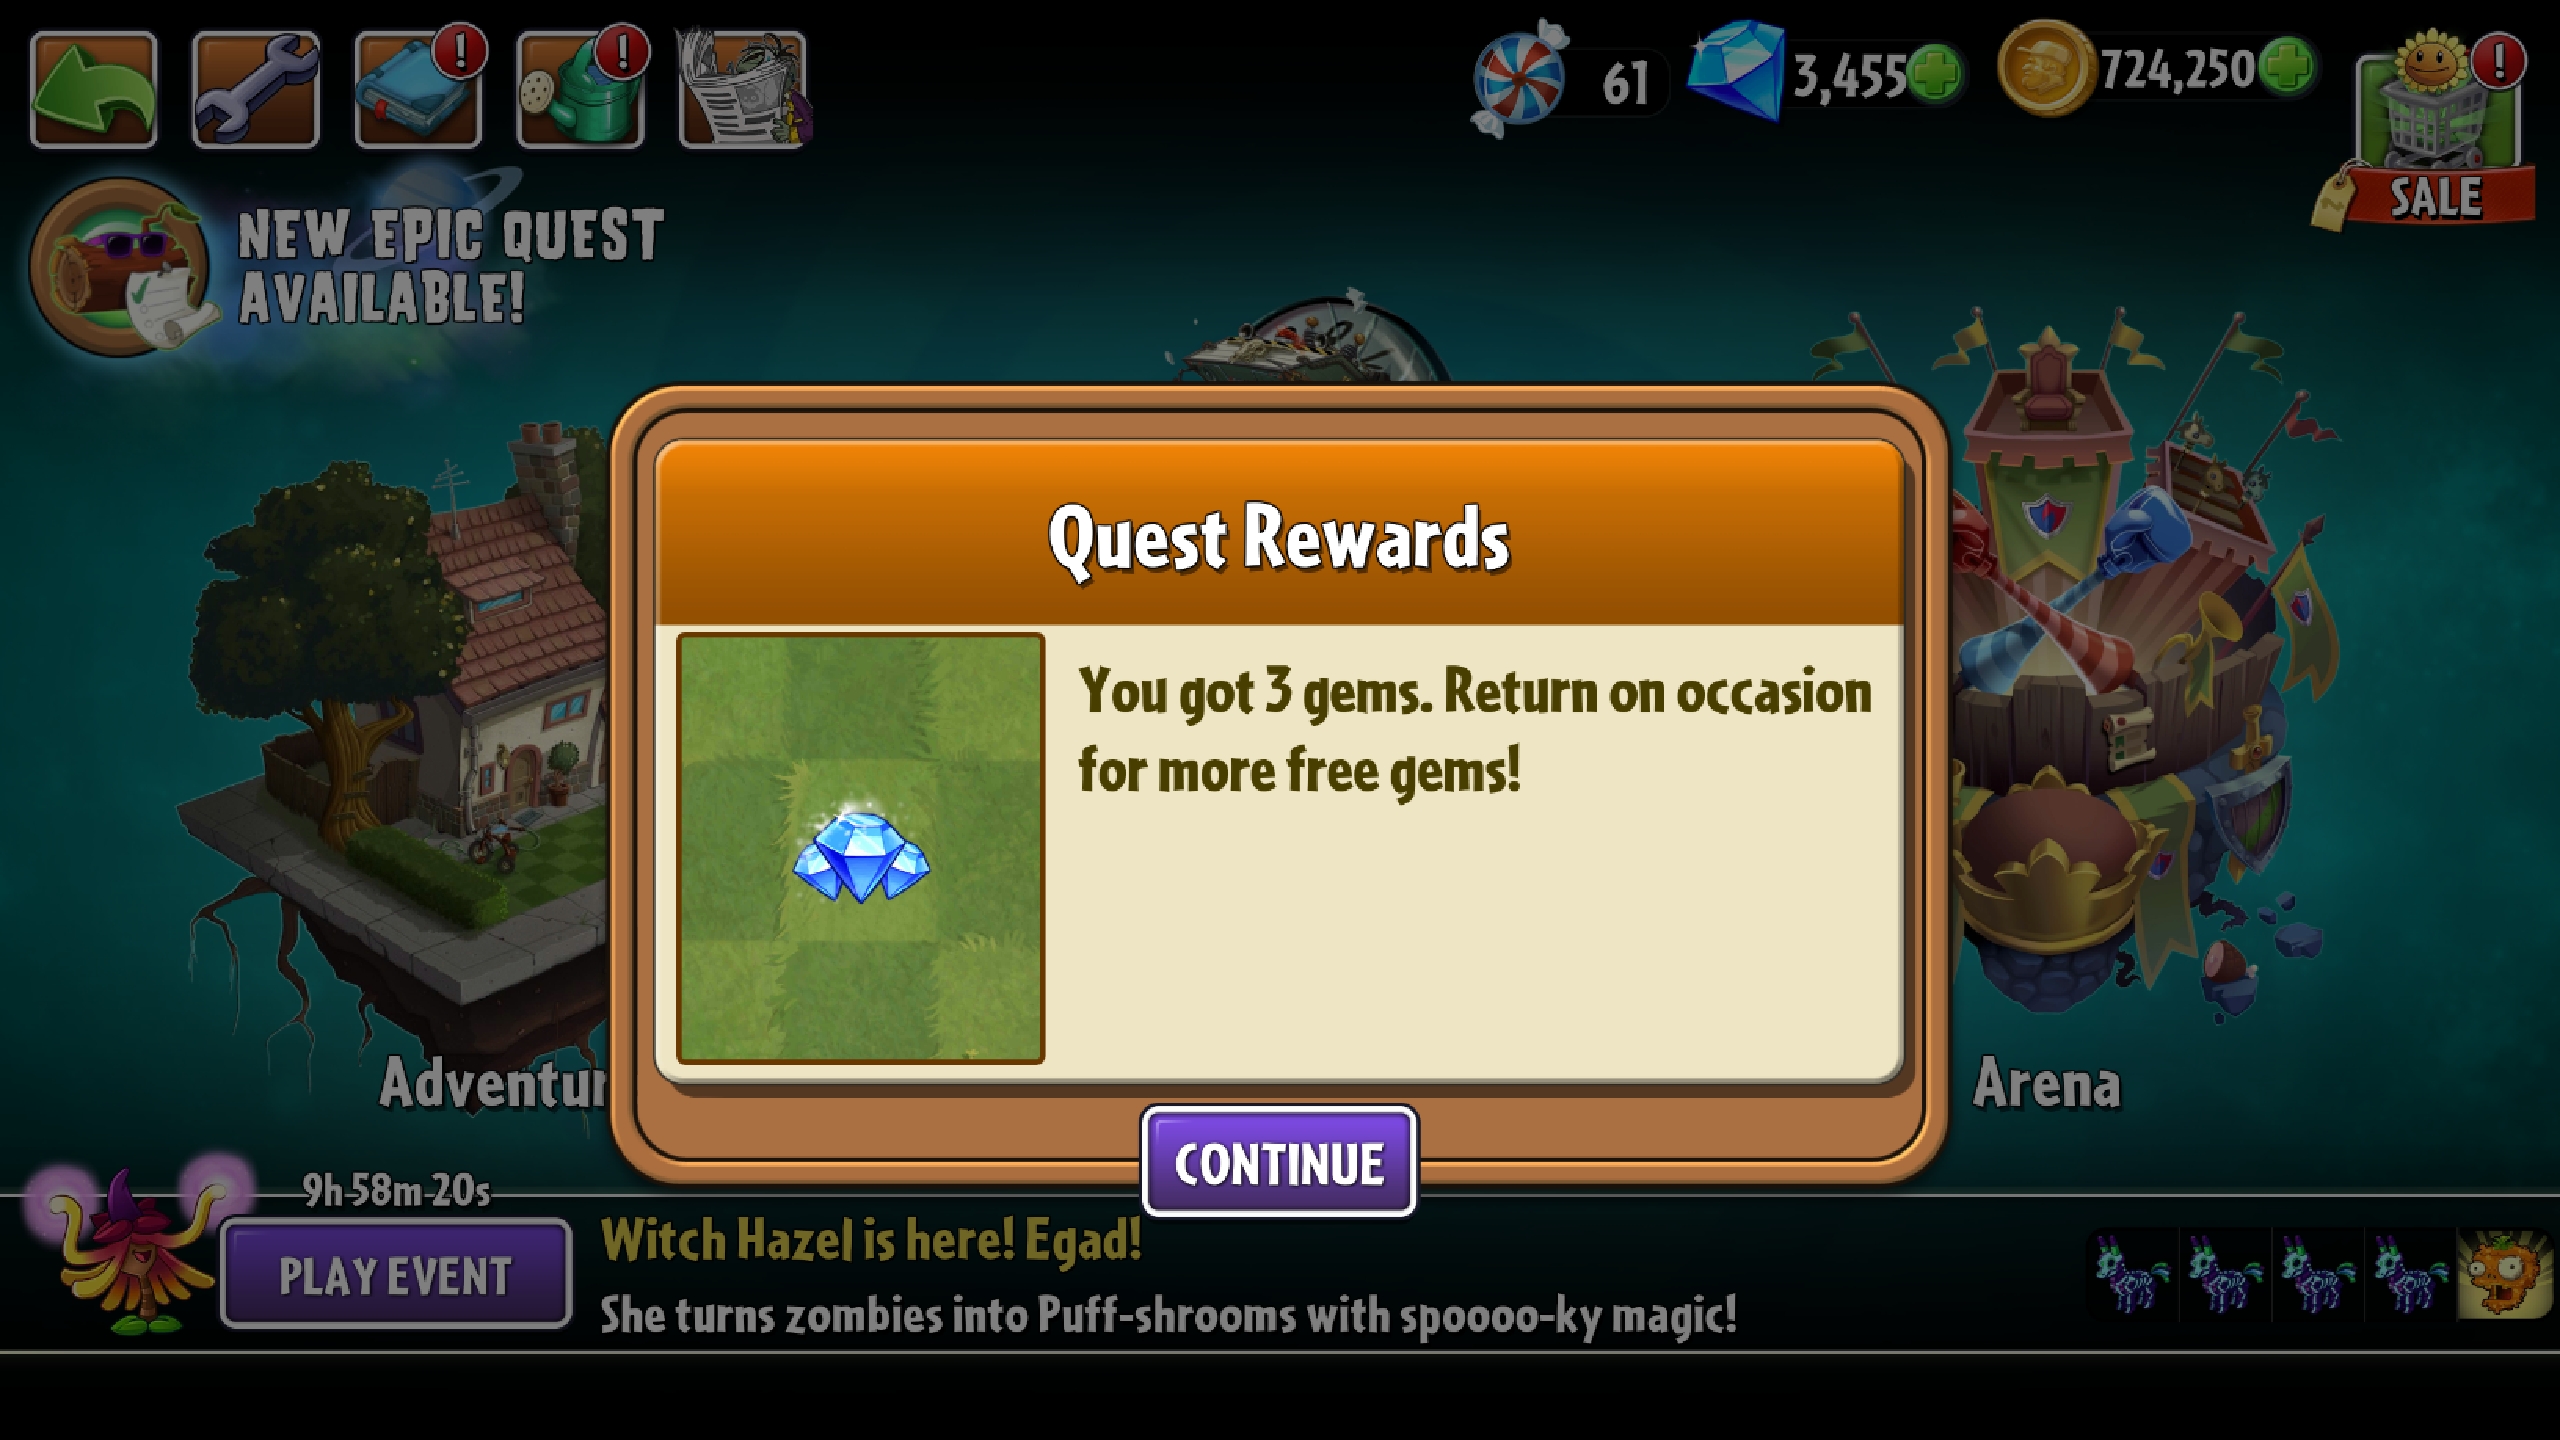 61
3,455
724,250
SALE
NEW EPIC QUEST
AVAILABLE!
Quest Rewards
You got 3 gems. Return on occasion
for more free gems!
Adventur
Arena
CONTINUE
9h 58m 20s
PLAY EVENT
Witch Hazel is here! Egad!
She turns zombies into Puff-shrooms with spoooo-ky magic!